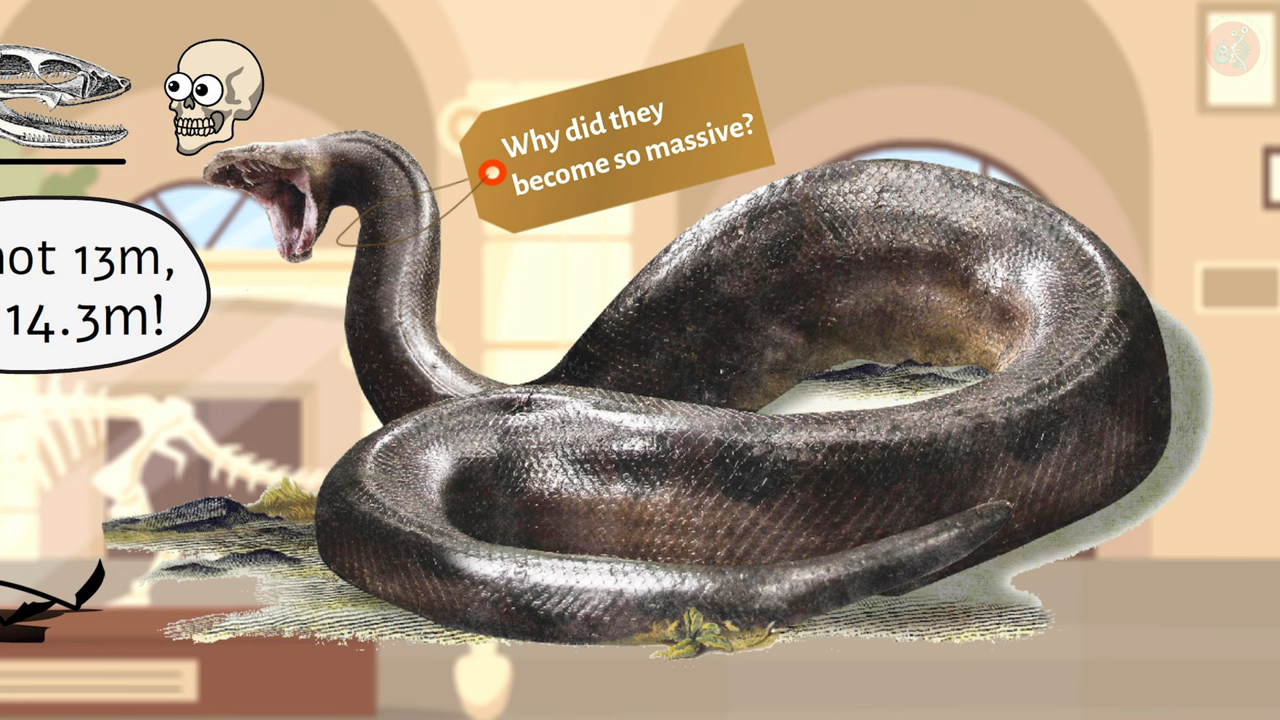 Why did they
become so massive?
not 13m,
14.3m!